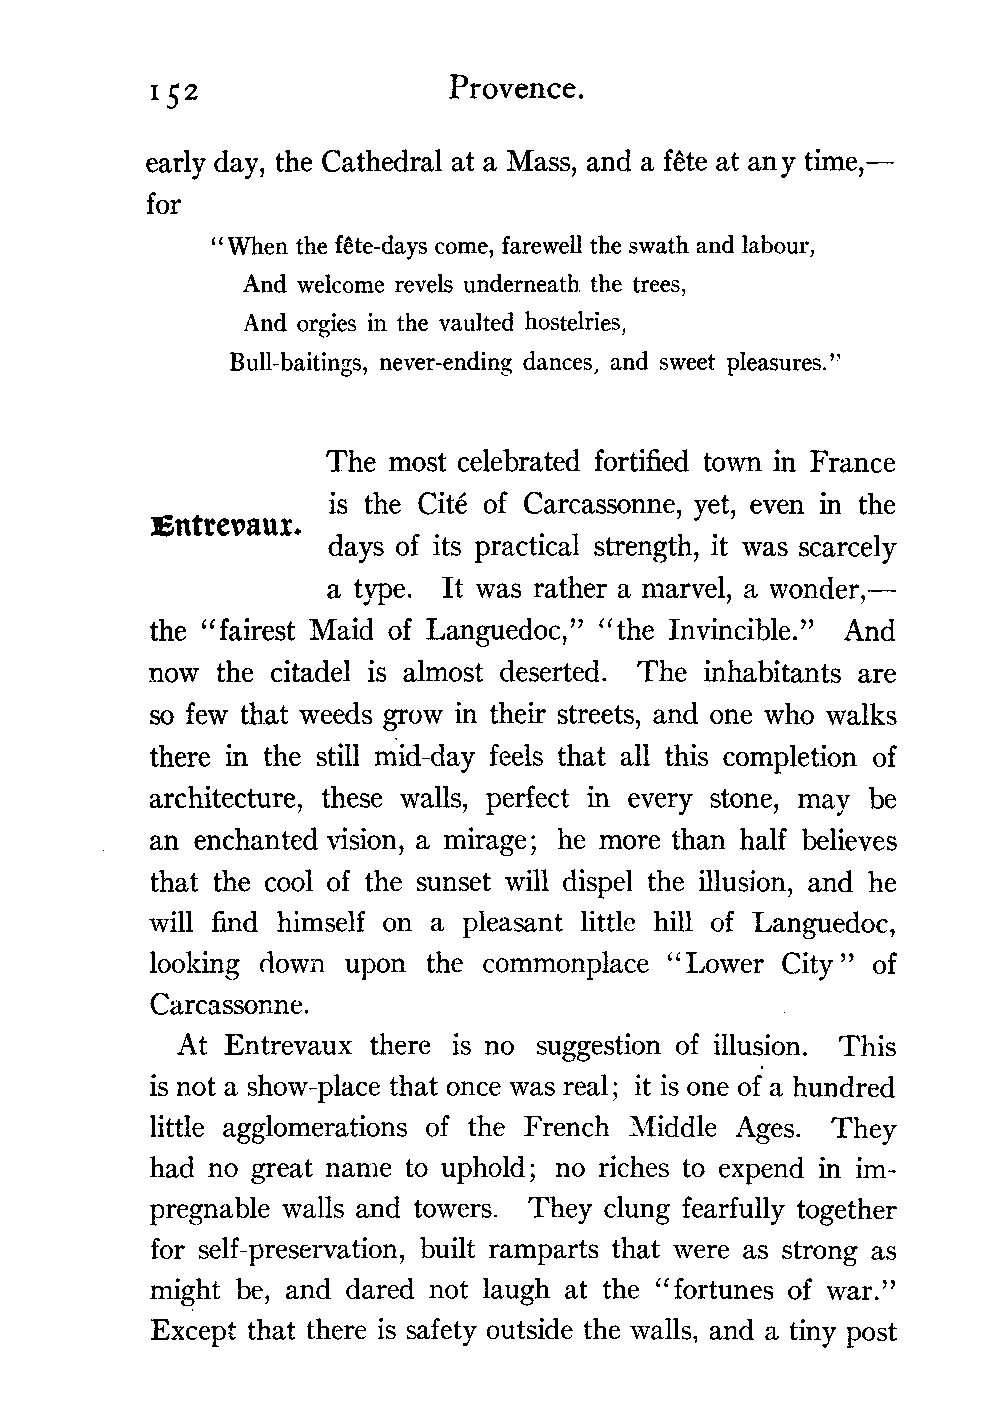 152 Provence.
early day, the Cathedral at a Mass, and a fête at any time,—
for
"When the fête-days come, farewell the swath and labour,
And welcome revels underneath the trees,
And orgies in the vaulted hostelries,
Bull-baitings, never-ending dances, and sweet pleasures."
The most celebrated fortified town in France
is the Cité of Carcassonne, yet, even in the
Entrevaux.
days of its practical strength, it was scarcely
a type. It was rather a marvel, a wonder,—
the "fairest Maid of Languedoc," "the Invincible." And
now the citadel is almost deserted. The inhabitants are
so few that weeds grow in their streets, and one who walks
there in the still mid-day feels that all this completion of
architecture, these walls, perfect in every stone, may be
an enchanted vision, a mirage; he more than half believes
that the cool of the sunset will dispel the illusion, and he
will find himself on a pleasant little hill of Languedoc,
looking down upon the commonplace "Lower City" of
Carcassonne.
At Entrevaux there is no suggestion of illusion. This
is not a show-place that once was real; it is one of a hundred
little agglomerations of the French Middle Ages. They
had no great name to uphold; no riches to expend in im-
pregnable walls and towers. They clung fearfully together
for self-preservation, built ramparts that were as strong as
might be, and dared not laugh at the "fortunes of war."
Except that there is safety outside the walls, and a tiny post